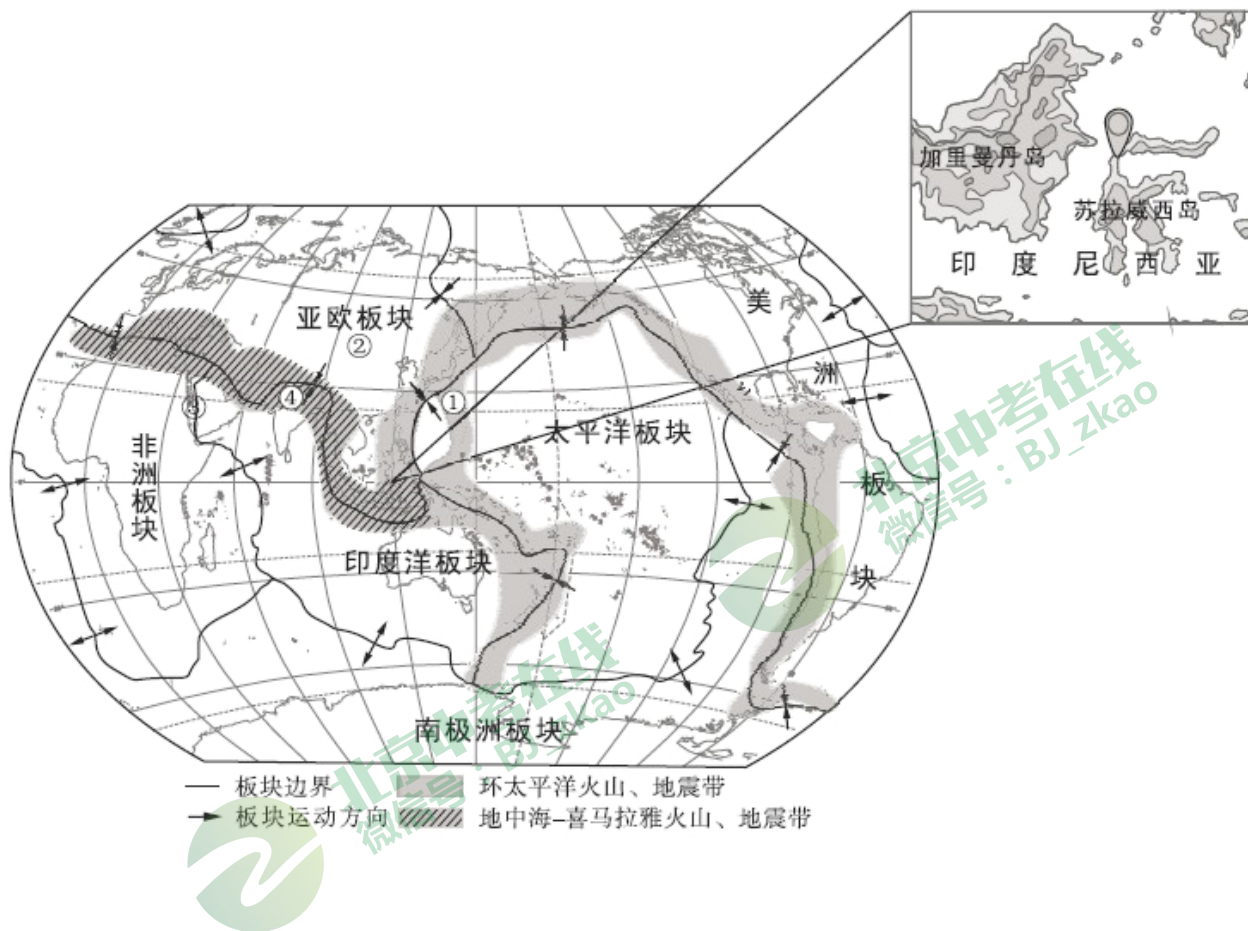 加里曼丹岛
苏拉威西岛
印度尼西亚
亚欧板块
②
美
洲
④
①
③
太平洋板块
非洲板块
板
印度洋板块
块
南极洲板块
板块边界
环太平洋火山、地震带
板块运动方向
地中海–喜马拉雅火山、地震带
北京中考在线
微信号：BJ_zkao
北京中考在线
微信号：BJ_zkao